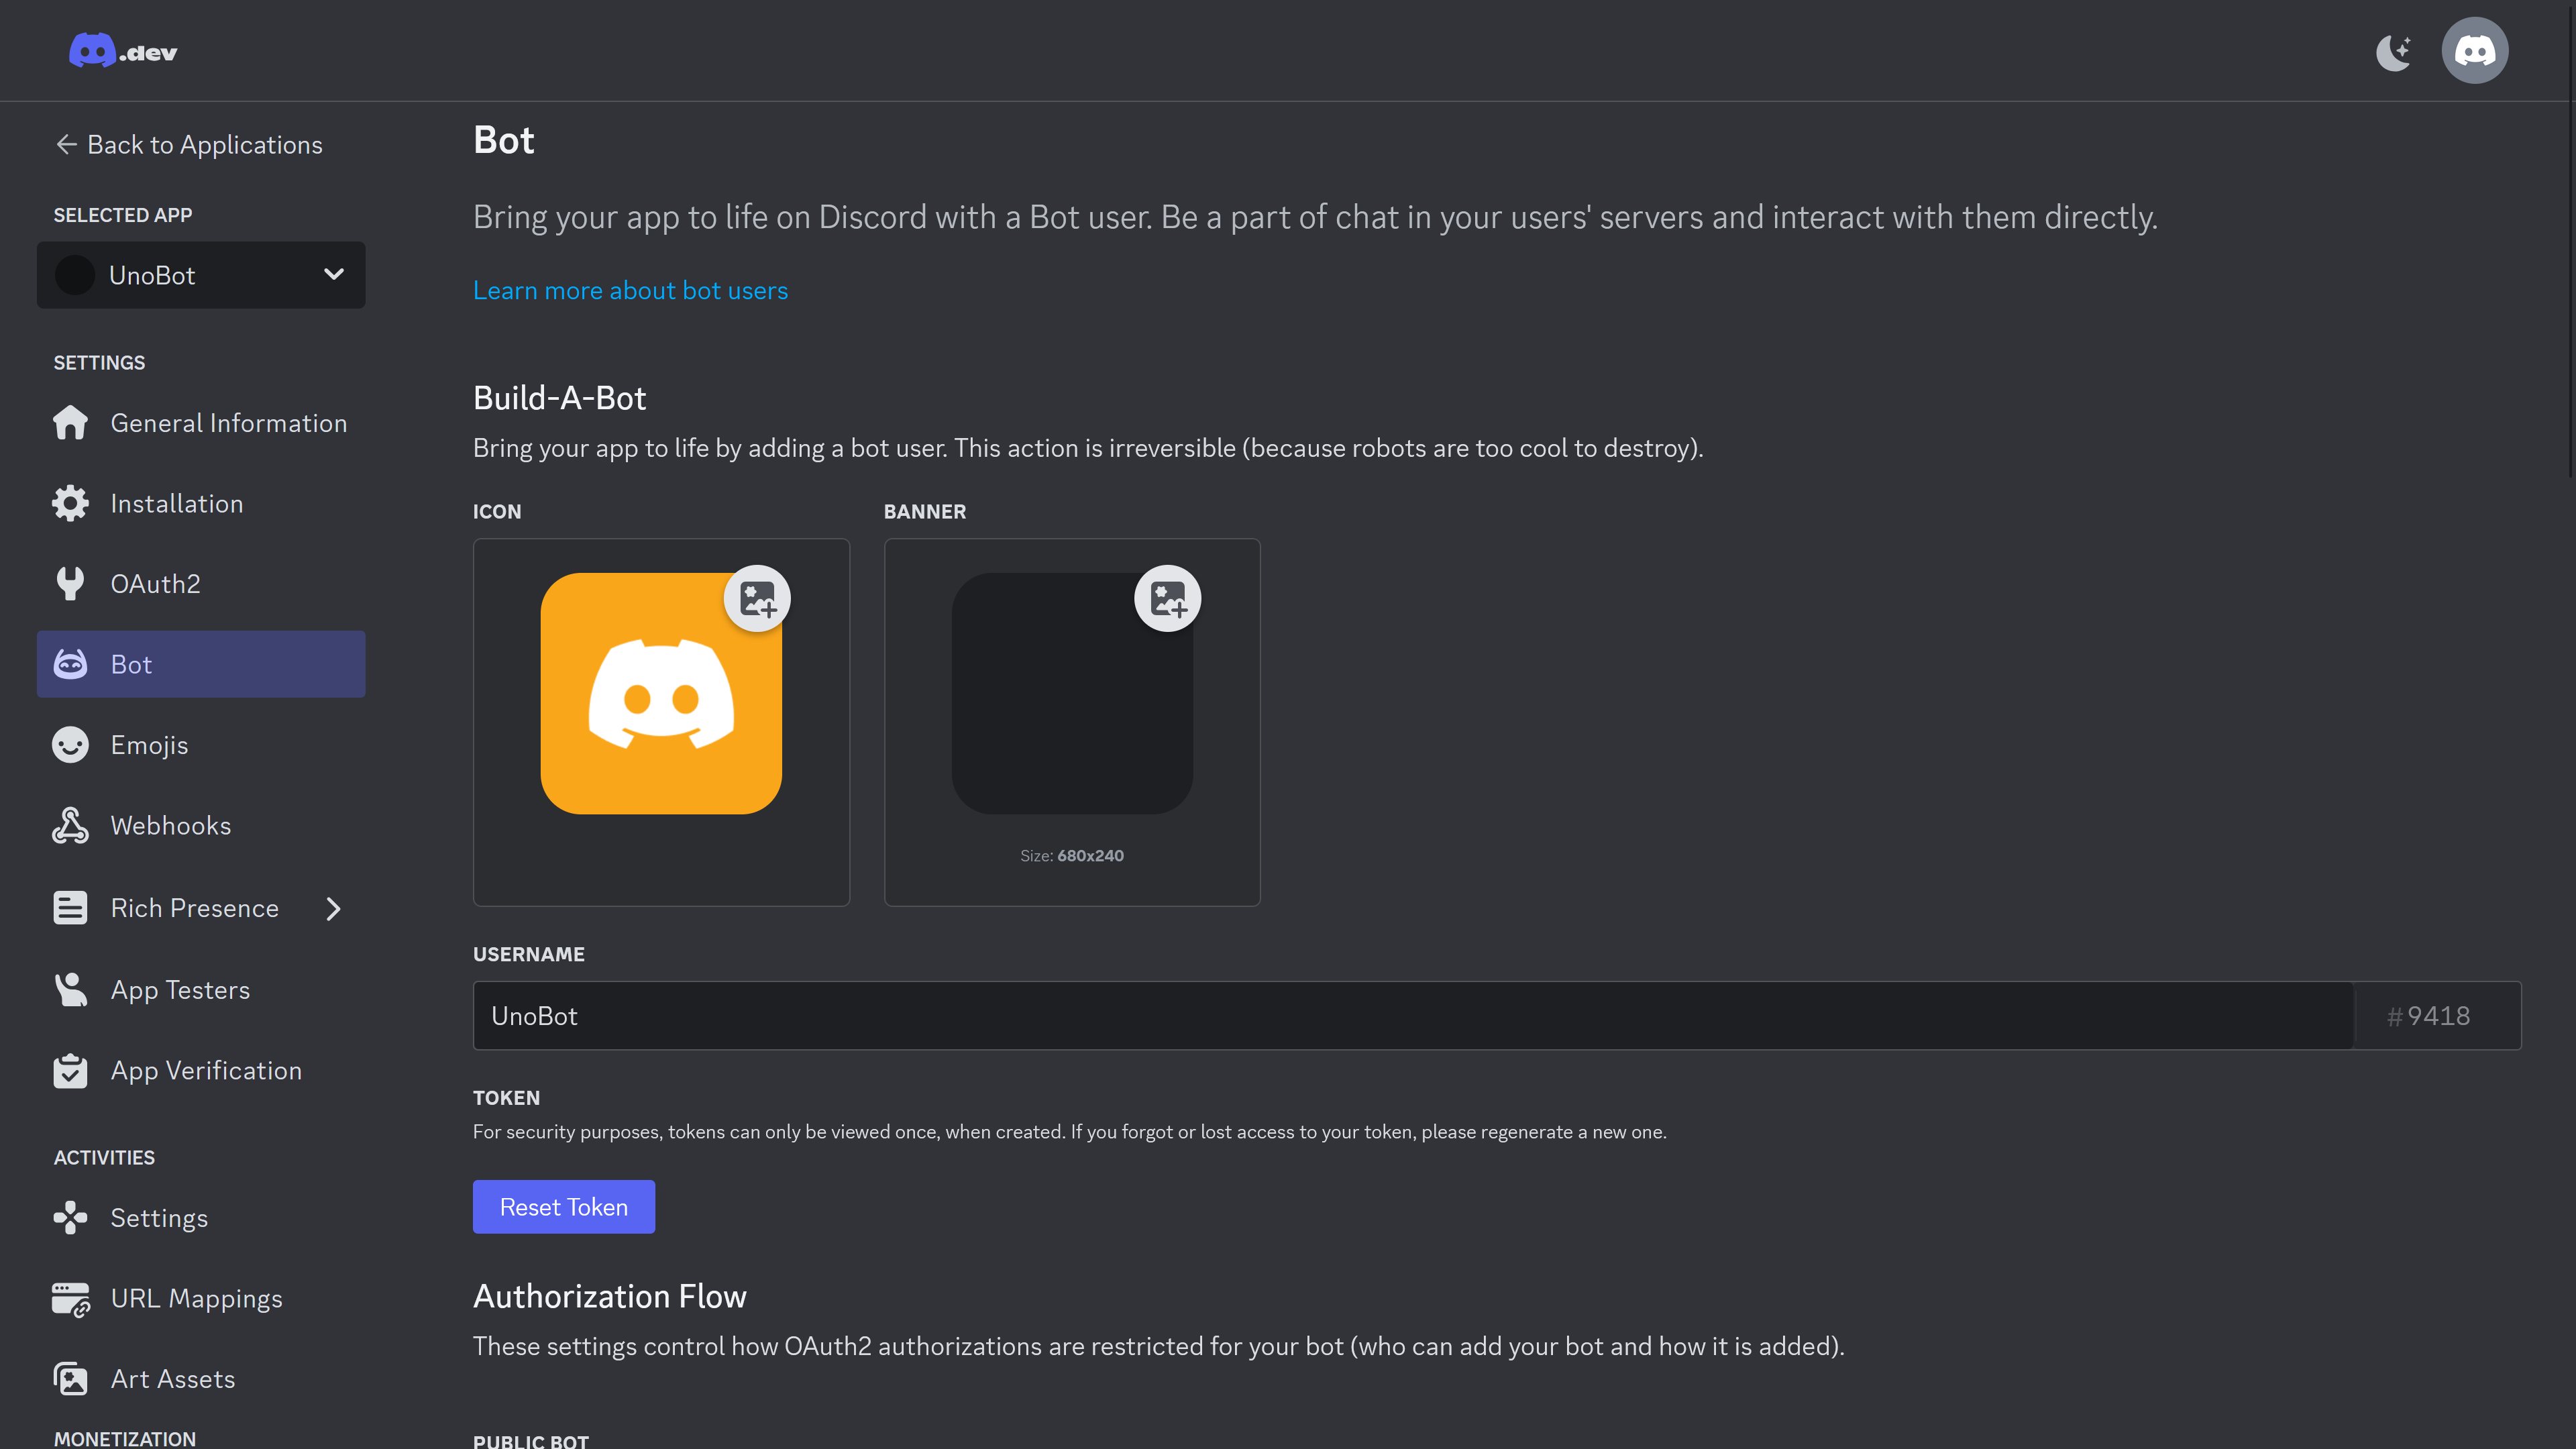 .dev
Back to Applications
SELECTED APP
UnoBot
SETTINGS
General Information
Installation
OAuth2
Bot
Emojis
Webhooks
Rich Presence
App Testers
App Verification
ACTIVITIES
Settings
URL Mappings
Art Assets
MONETIZATION
Bot
Bring your app to life on Discord with a Bot user. Be a part of chat in your users' servers and interact with them directly.
Learn more about bot users
Build-A-Bot
Bring your app to life by adding a bot user. This action is irreversible (because robots are too cool to destroy).
ICON
BANNER
Size: 680x240
USERNAME
UnoBot
#9418
TOKEN
For security purposes, tokens can only be viewed once, when created. If you forgot or lost access to your token, please regenerate a new one.
Reset Token
Authorization Flow
These settings control how OAuth2 authorizations are restricted for your bot (who can add your bot and how it is added).
PUBLIC BOT